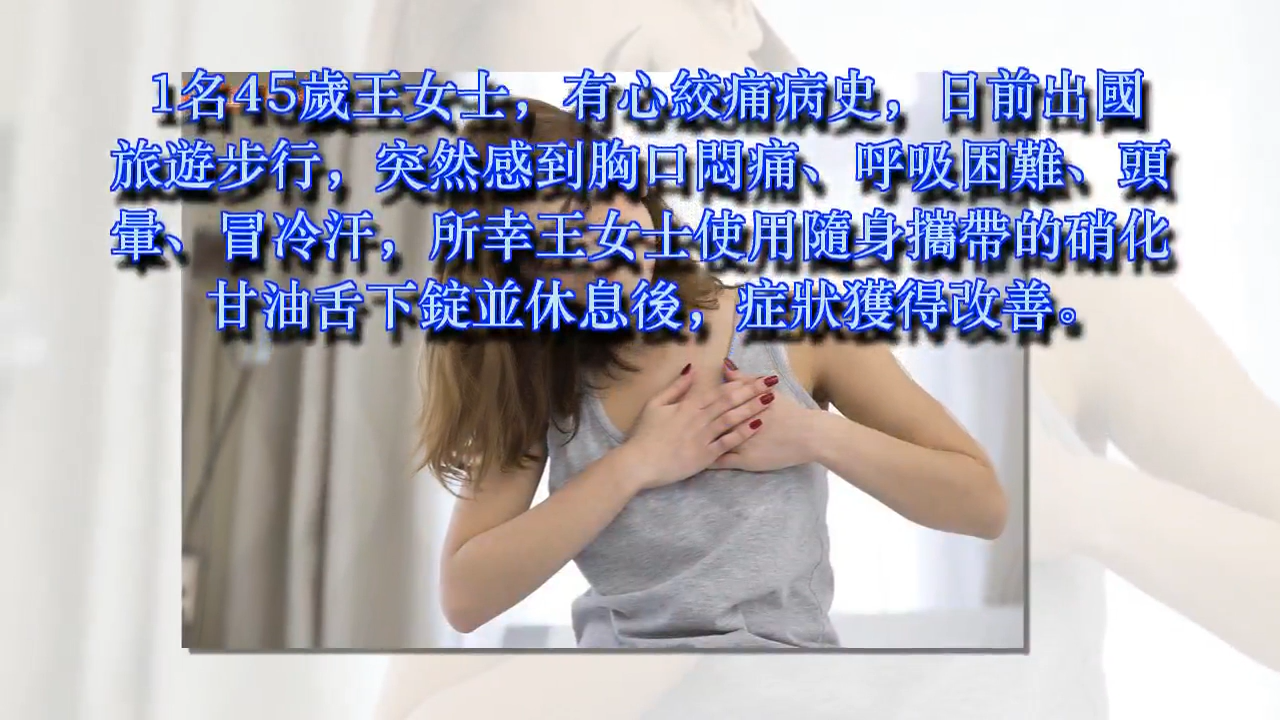 1名45歲王女士，有心絞痛病史，日前出國
旅遊步行，突然感到胸口悶痛、呼吸困難、頭
暈、冒冷汗，所幸王女士使用隨身攜帶的硝化
甘油舌下錠並休息後，症狀獲得改善。